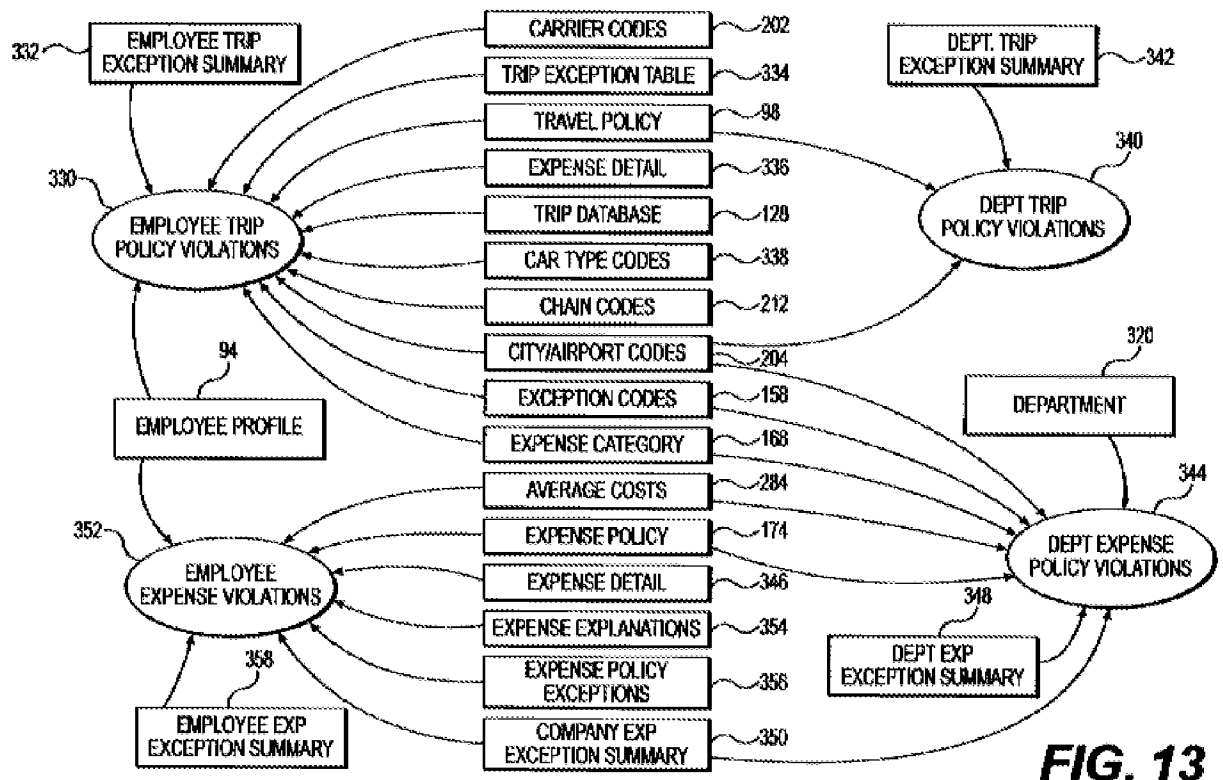 332
EMPLOYEE TRIP
EXCEPTION SUMMARY
CARRIER CODES
202
TRIP EXCEPTION TABLE
334
TRAVEL POLICY
98
EXPENSE DETAIL
336
TRIP DATABASE
128
CAR TYPE CODES
338
CHAIN CODES
212
CITY/AIRPORT CODES
204
EXCEPTION CODES
158
EXPENSE CATEGORY
168
AVERAGE COSTS
284
EXPENSE POLICY
174
EXPENSE DETAIL
346
EXPENSE EXPLANATIONS
354
EXPENSE POLICY
EXCEPTIONS
356
COMPANY EXP
EXCEPTION SUMMARY
350
330
EMPLOYEE TRIP
POLICY VIOLATIONS
94
EMPLOYEE PROFILE
352
EMPLOYEE
EXPENSE VIOLATIONS
358
EMPLOYEE EXP
EXCEPTION SUMMARY
DEPT. TRIP
EXCEPTION SUMMARY
342
340
DEPT TRIP
POLICY VIOLATIONS
320
DEPARTMENT
344
DEPT EXPENSE
POLICY VIOLATIONS
348
DEPT EXP
EXCEPTION SUMMARY
FIG. 13